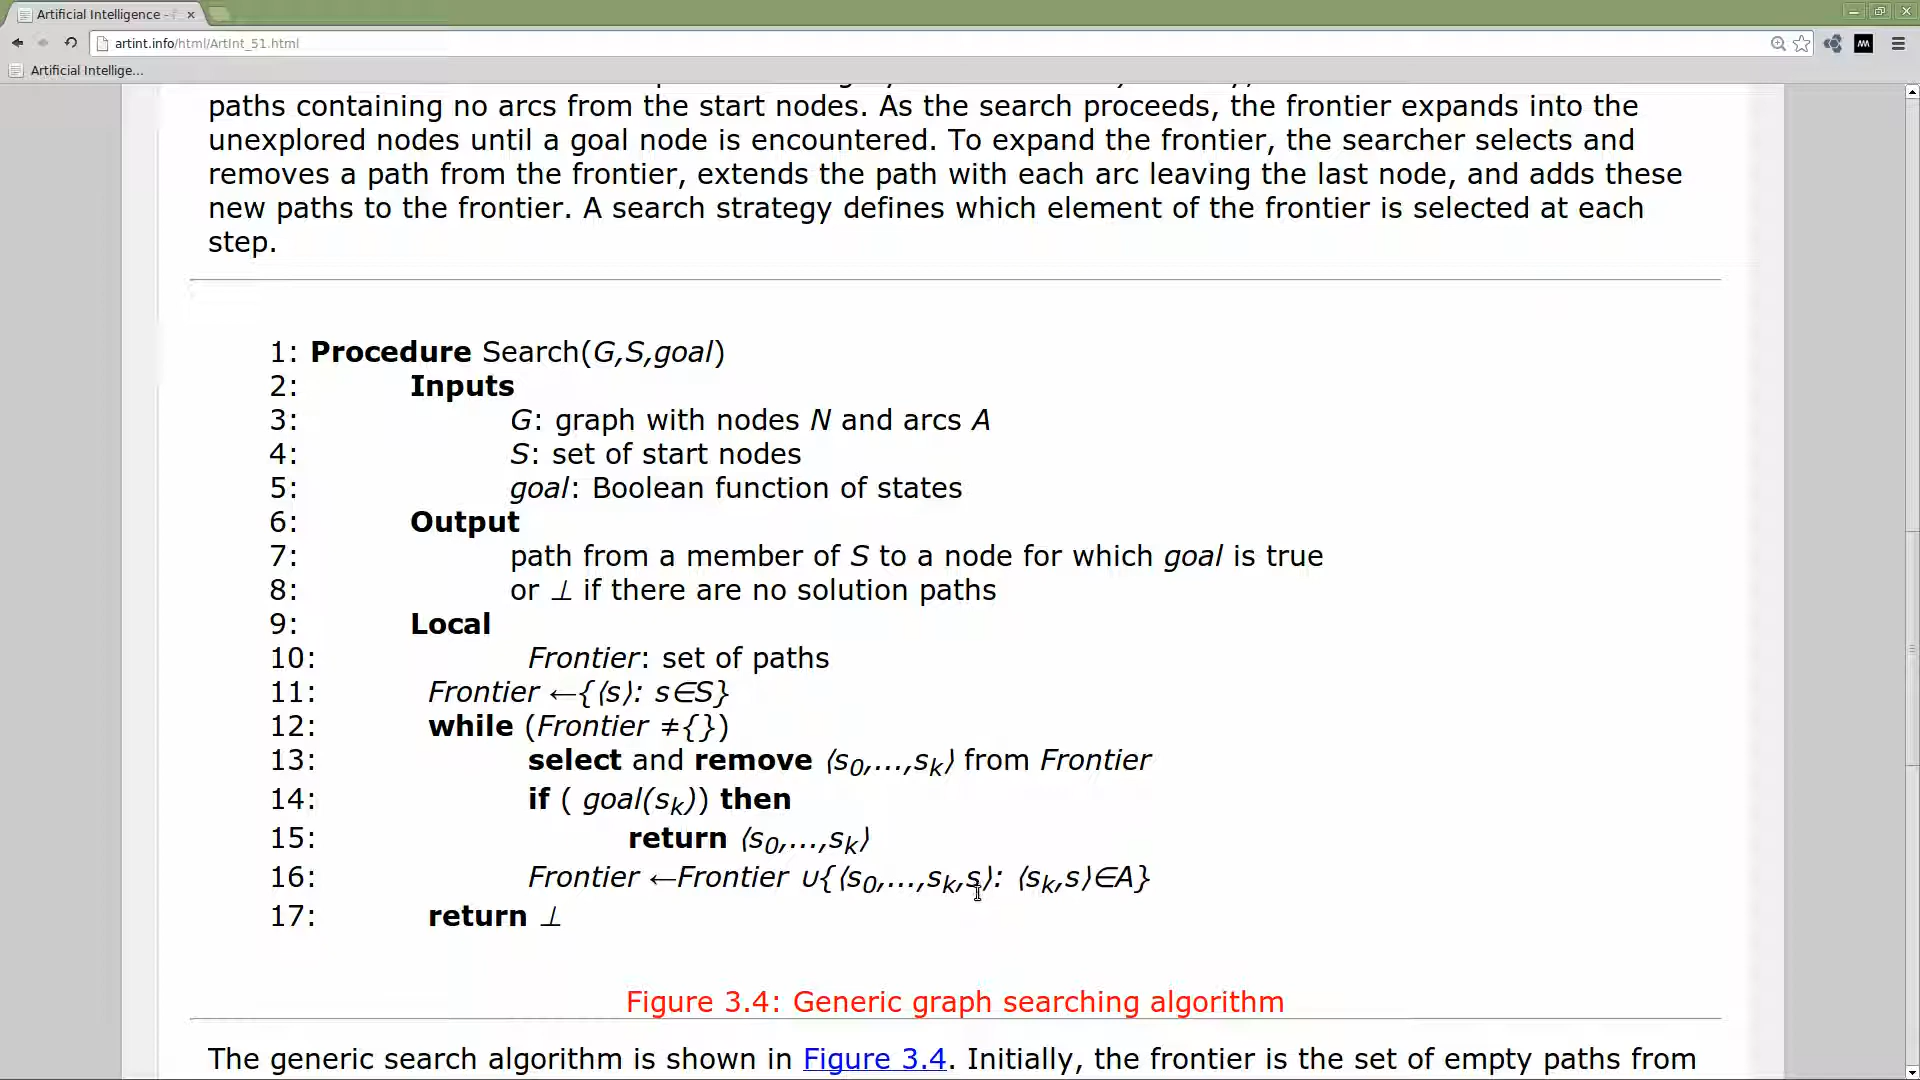 Artificial Intelligence - F
artint.info/html/ArtInt_51.html
Artificial Intellige...
paths containing no arcs from the start nodes. As the search proceeds, the frontier expands into the
unexplored nodes until a goal node is encountered. To expand the frontier, the searcher selects and
removes a path from the frontier, extends the path with each arc leaving the last node, and adds these
new paths to the frontier. A search strategy defines which element of the frontier is selected at each
step.
1: Procedure Search(G,S,goal)
2: Inputs
3: G: graph with nodes N and arcs A
4: S: set of start nodes
5: goal: Boolean function of states
6: Output
7: path from a member of S to a node for which goal is true
8: or ⊥ if there are no solution paths
9: Local
10: Frontier: set of paths
11: Frontier ←{⟨s⟩: s∈S}
12: while (Frontier ≠{})
13: select and remove ⟨s0,...,sk⟩ from Frontier
14: if ( goal(sk)) then
15: return ⟨s0,...,sk⟩
16: Frontier ←Frontier ∪{⟨s0,...,sk,s⟩: ⟨sk,s⟩∈A}
17: return ⊥
Figure 3.4: Generic graph searching algorithm
The generic search algorithm is shown in Figure 3.4. Initially, the frontier is the set of empty paths from